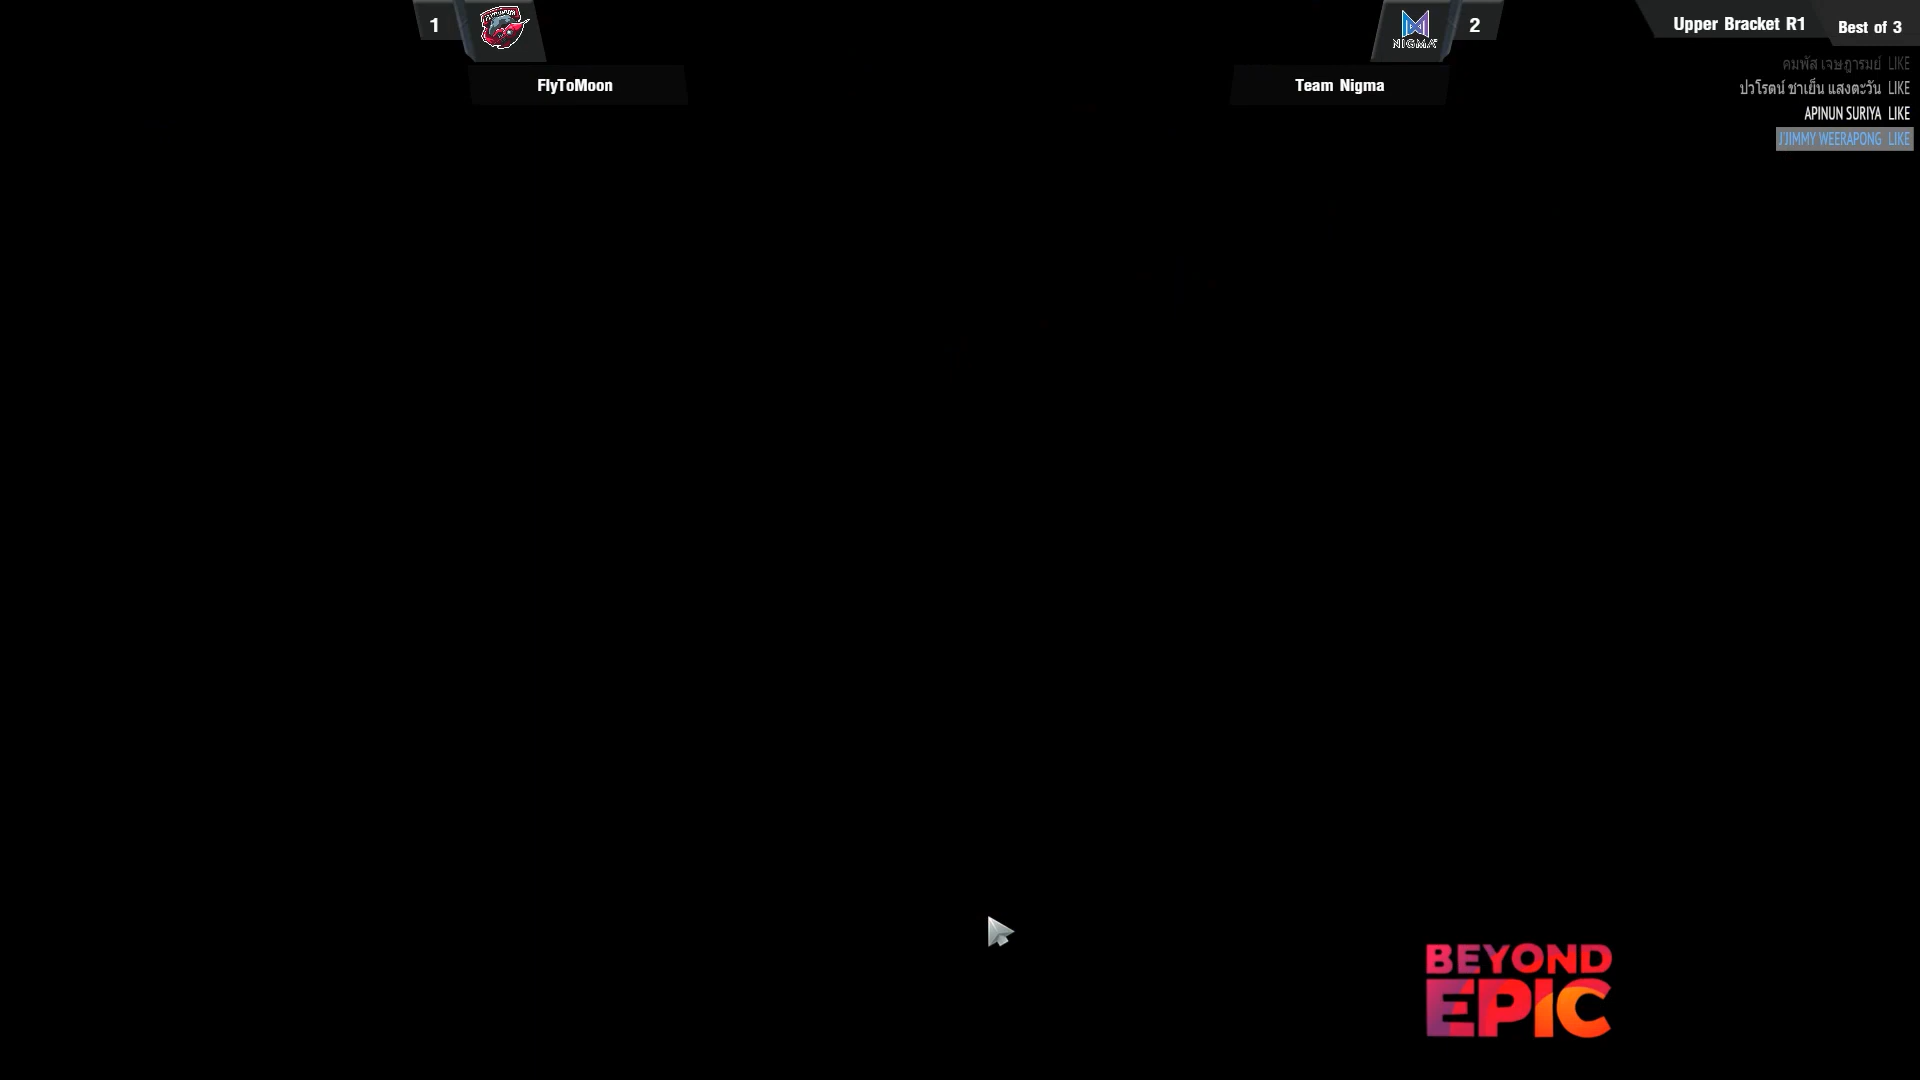 1
NIGMA
2
Upper Bracket R1
Best of 3
FlyToMoon
Team Nigma
คมพัส เจษฎารมย์ LIKE
ปวโรตน์ ชาเย็น แสงตะวัน LIKE
APINUN SURIYA LIKE
J'JIMMY WEERAPONG LIKE
BEYOND
EPIC